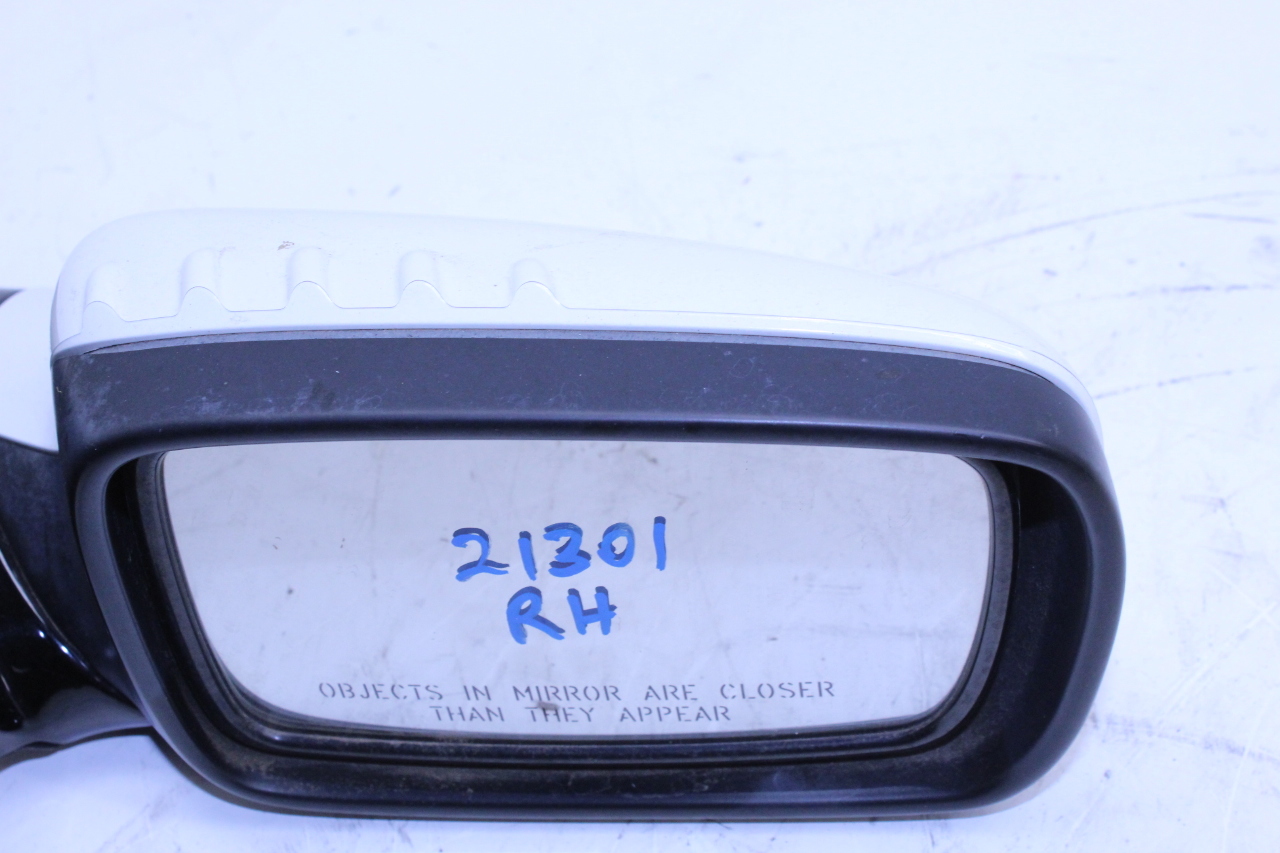 21301
RH
OBJECTS IN MIRROR ARE CLOSER
THAN THEY APPEAR